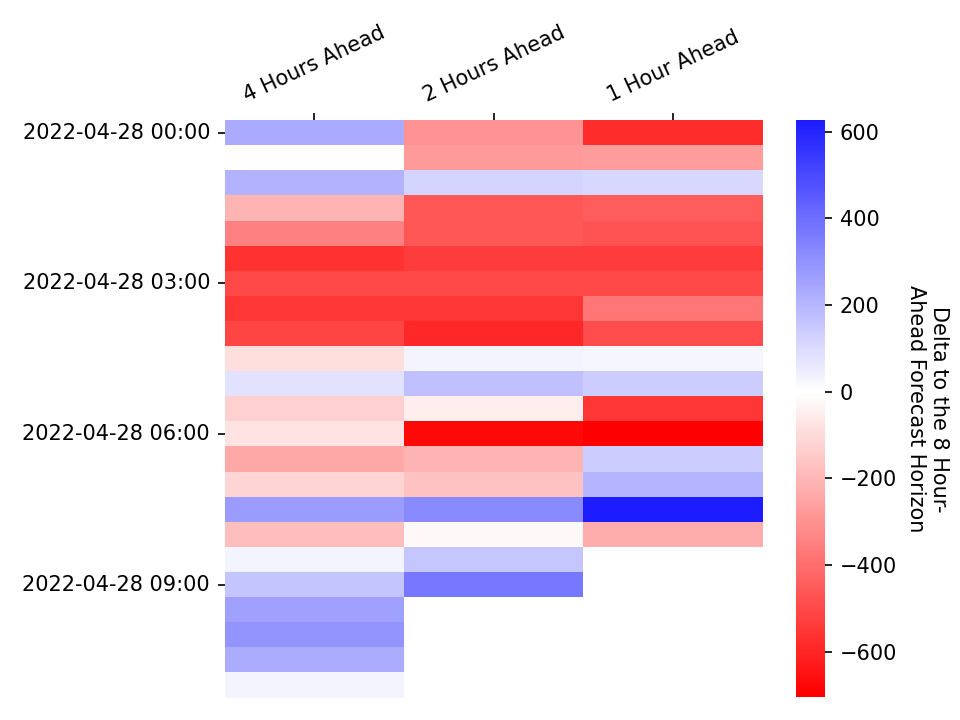 4 Hours Ahead
2 Hours Ahead
1 Hour Ahead
2022-04-28 00:00
2022-04-28 03:00
2022-04-28 06:00
2022-04-28 09:00
600
400
200
0
−200
−400
−600
Delta to the 8 Hour-
Ahead Forecast Horizon